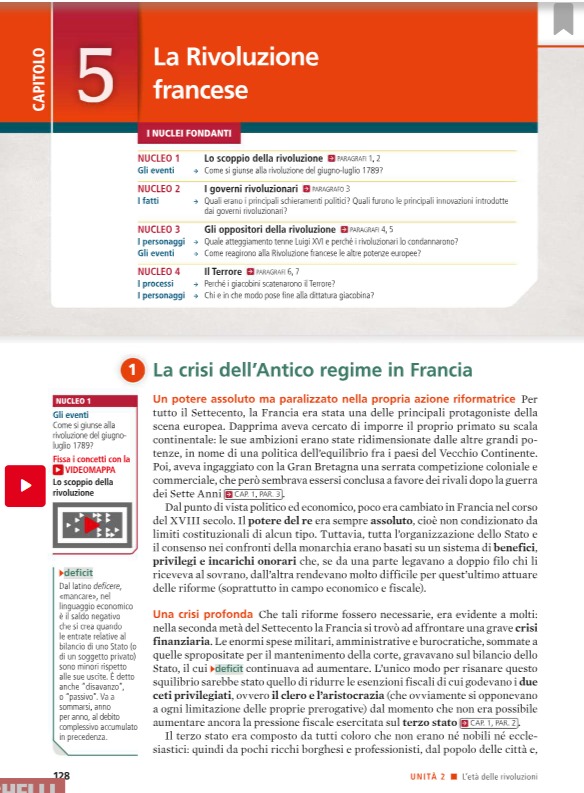 CAPITOLO
5
La Rivoluzione
francese
I NUCLEI FONDANTI
NUCLEO 1 Lo scoppio della rivoluzione PARAGRAFI 1, 2
Gli eventi → Come si giunse alla rivoluzione del giugno-luglio 1789?
NUCLEO 2 I governi rivoluzionari PARAGRAFO 3
I fatti → Quali erano i principali schieramenti politici? Quali furono le principali innovazioni introdotte
dai governi rivoluzionari?
NUCLEO 3 Gli oppositori della rivoluzione PARAGRAFI 4, 5
I personaggi → Quale atteggiamento tenne Luigi XVI e perché i rivoluzionari lo condannarono?
Gli eventi → Come reagirono alla Rivoluzione francese le altre potenze europee?
NUCLEO 4 Il Terrore PARAGRAFI 6, 7
I processi → Perché i giacobini scatenarono il Terrore?
I personaggi → Chi e in che modo pose fine alla dittatura giacobina?
1 La crisi dell'Antico regime in Francia
NUCLEO 1
Gli eventi
Come si giunse alla
rivoluzione del giugno-
luglio 1789?
Fissa i concetti con la
VIDEOMAPPA
Lo scoppio della
rivoluzione
deficit
Dal latino deficere,
«mancare», nel
linguaggio economico
è il saldo negativo
che si crea quando
le entrate relative al
bilancio di uno Stato (o
di un soggetto privato)
sono minori rispetto
alle sue uscite. È detto
anche "disavanzo",
o "passivo". Va a
sommarsi, anno
per anno, al debito
complessivo accumulato
in precedenza.
Un potere assoluto ma paralizzato nella propria azione riformatrice Per
tutto il Settecento, la Francia era stata una delle principali protagoniste della
scena europea. Dapprima aveva cercato di imporre il proprio primato su scala
continentale: le sue ambizioni erano state ridimensionate dalle altre grandi po-
tenze, in nome di una politica dell'equilibrio fra i paesi del Vecchio Continente.
Poi, aveva ingaggiato con la Gran Bretagna una serrata competizione coloniale e
commerciale, che però sembrava essersi conclusa a favore dei rivali dopo la guerra
dei Sette Anni CAP. 1, PAR. 3.
Dal punto di vista politico ed economico, poco era cambiato in Francia nel corso
del XVIII secolo. Il potere del re era sempre assoluto, cioè non condizionato da
limiti costituzionali di alcun tipo. Tuttavia, tutta l'organizzazione dello Stato e
il consenso nei confronti della monarchia erano basati su un sistema di benefici,
privilegi e incarichi onorari che, se da una parte legavano a doppio filo chi li
riceveva al sovrano, dall'altra rendevano molto difficile per quest'ultimo attuare
delle riforme (soprattutto in campo economico e fiscale).
Una crisi profonda Che tali riforme fossero necessarie, era evidente a molti:
nella seconda metà del Settecento la Francia si trovò ad affrontare una grave crisi
finanziaria. Le enormi spese militari, amministrative e burocratiche, sommate a
quelle spropositate per il mantenimento della corte, gravavano sul bilancio dello
Stato, il cui deficit continuava ad aumentare. L'unico modo per risanare questo
squilibrio sarebbe stato quello di ridurre le esenzioni fiscali di cui godevano i due
ceti privilegiati, ovvero il clero e l'aristocrazia (che ovviamente si opponevano
a ogni limitazione delle proprie prerogative) dal momento che non era possibile
aumentare ancora la pressione fiscale esercitata sul terzo stato CAP. 1, PAR. 2.
Il terzo stato era composto da tutti coloro che non erano né nobili né eccle-
siastici: quindi da pochi ricchi borghesi e professionisti, dal popolo delle città e,
128
UNITÀ 2 ■ L'età delle rivoluzioni